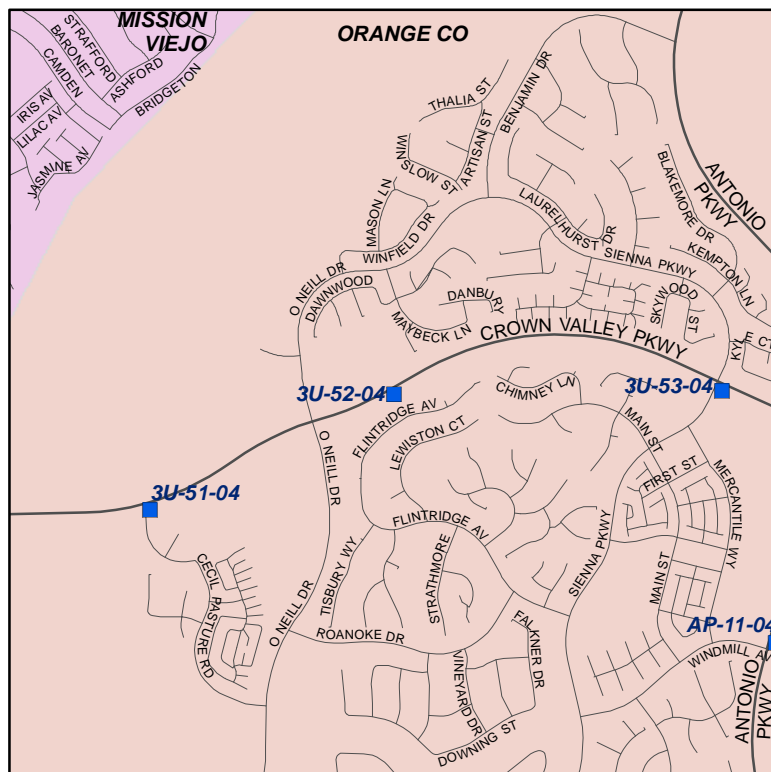 MISSION
VIEJO
ORANGE CO
STRAFFORD
BARONET
CAMDEN
ASHFORD
BRIDGETON
IRIS AV
LILAC AV
JASMINE AV
THALIA ST
BENJAMIN DR
ARTISAN ST
WINSLOW ST
MASON LN
WINFIELD DR
LAURELHURST DR
BLAKEMORE DR
ANTONIO
PKWY
SIENNA PKWY
KEMPTON LN
O NEILL DR
DAWNWOOD
DANBURY
MAYBECK LN
SKYWOOD ST
CROWN VALLEY PKWY
KYLE CT
3U-52-04
CHIMNEY LN
3U-53-04
FLINTRIDGE AV
LEWISTON CT
MAIN ST
O NEILL DR
FIRST ST
MERCANTILE WY
3U-51-04
FLINTRIDGE AV
CECIL PASTURE RD
TISBURY WY
STRATHMORE
SIENNA PKWY
MAIN ST
O NEILL DR
ROANOKE DR
FALKNER DR
AP-11-04
WINDMILL AV
VINEYARD DR
DOWNING ST
ANTONIO
PKWY